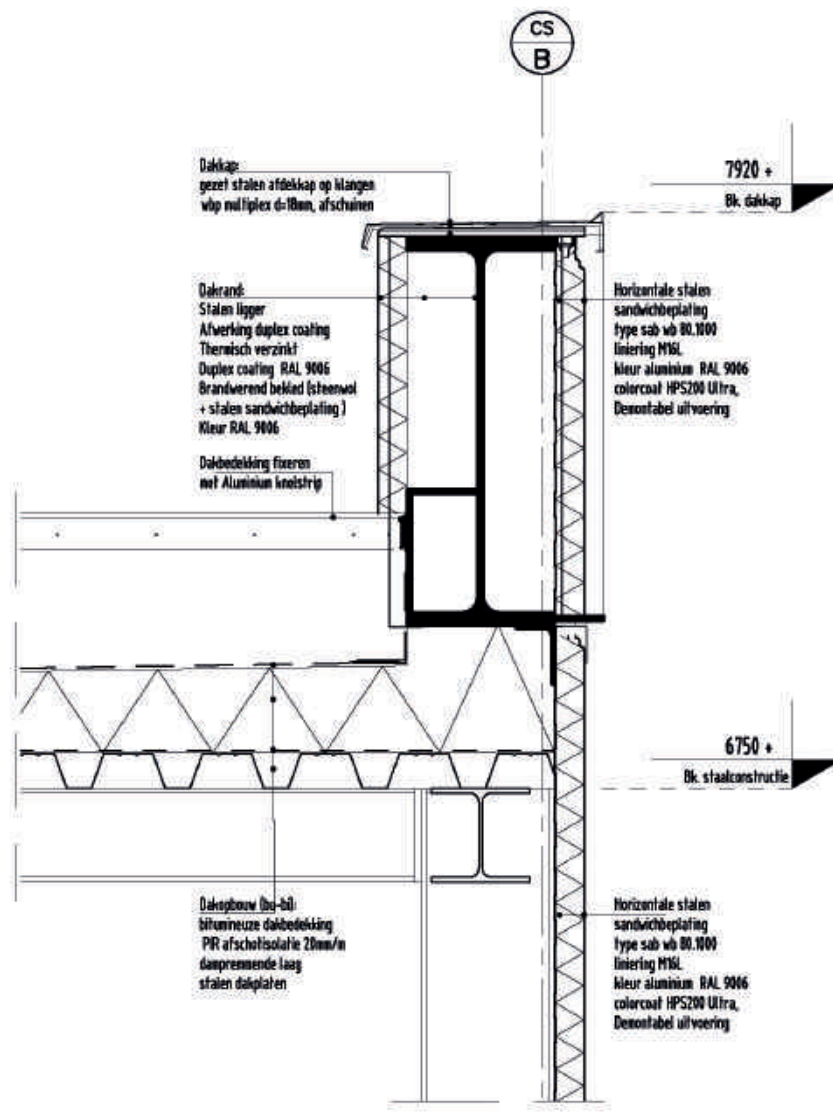 CS
B
Dakkap:
gezet stalen afdekkap op klangen
wbp multiplex d=18mm, afschuinen
7920 +
Bk. dakkap
Dakrand:
Stalen ligger
Afwerking duplex coating
Thermisch verzinkt
Duplex coating RAL 9006
Brandwerend bekled (steenwol
+ stalen sandwichbeplating )
Kleur RAL 9006
Horizontale stalen
sandwichbeplating
type sab wb 80.1000
liniering M16L
kleur aluminium RAL 9006
colorcoat HPS200 Ultra,
Demontabel uitvoering
Dakbedekking fixeren
met Aluminium knelstrip
6750 +
Bk. staalconstructie
Dakopbouw (bu-bi):
bitumineuze dakbedekking
PIR afschotisolatie 20mm/m
dampremmende laag
stalen dakplaten
Horizontale stalen
sandwichbeplating
type sab wb 80.1000
liniering M16L
kleur aluminium RAL 9006
colorcoat HPS200 Ultra,
Demontabel uitvoering